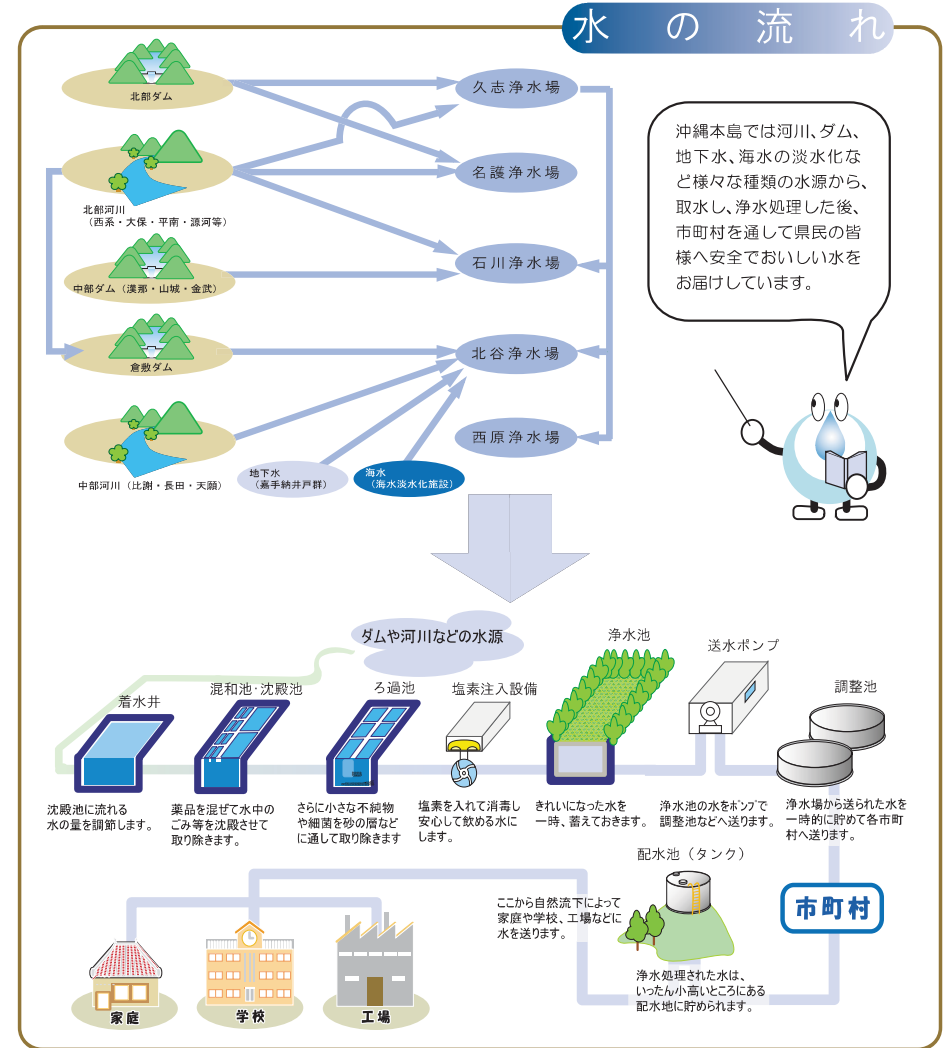 水の流れ
北部ダム
久志浄水場
沖縄本島では河川、ダム、
地下水、海水の淡水化な
ど様々な種類の水源から、
取水し、浄水処理した後、
市町村を通して県民の皆
様へ安全でおいしい水を
お届けしています。
名護浄水場
北部河川
（西系・大保・平南・源河等）
石川浄水場
中部ダム（漢那・山城・金武）
北谷浄水場
倉敷ダム
西原浄水場
中部河川（比謝・長田・天願）
地下水
（嘉手納井戸群）
海水
（海水淡水化施設）
ダムや河川などの水源
着水井
沈殿池に流れる
水の量を調節します。
混和池・沈殿池
薬品を混ぜて水中の
ごみ等を沈殿させて
取り除きます。
ろ過池
さらに小さな不純物
や細菌を砂の層など
に通して取り除きます
塩素注入設備
塩素を入れて消毒し
安心して飲める水に
します。
浄水池
きれいになった水を
一時、蓄えておきます。
送水ポンプ
浄水池の水をポンプで
調整池などへ送ります。
調整池
浄水場から送られた水を
一時的に貯めて各市町
村へ送ります。
市町村
配水池（タンク）
ここから自然流下によって
家庭や学校、工場などに
水を送ります。
浄水処理された水は、
いったん小高いところにある
配水地に貯められます。
家庭
学校
工場